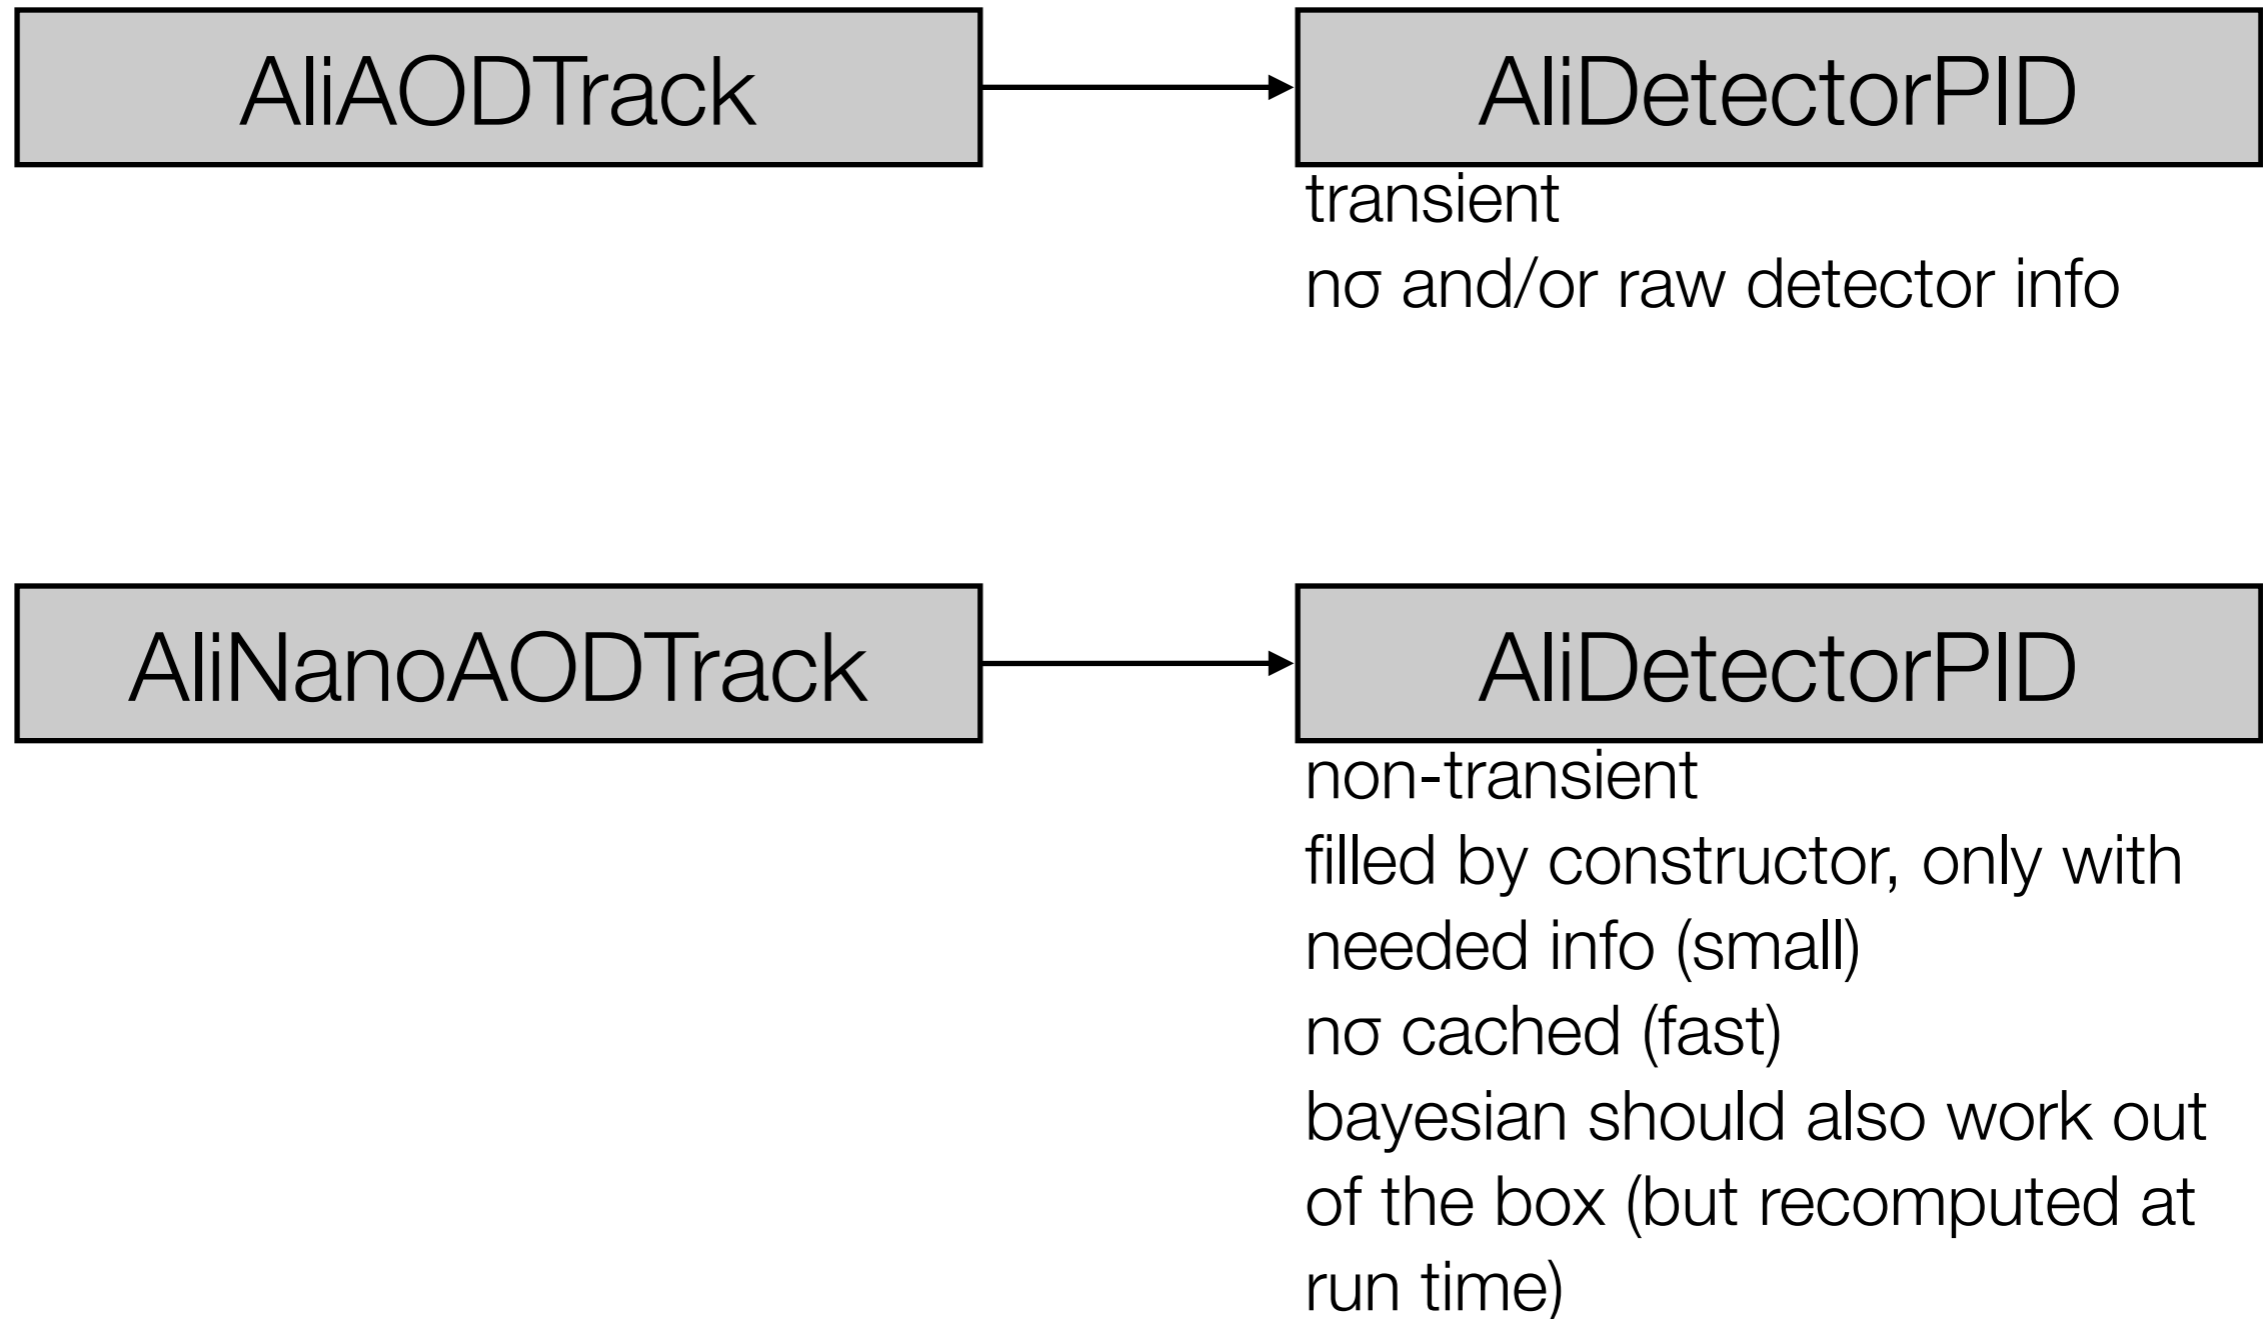 AliAODTrack
AliDetectorPID
transient
nσ and/or raw detector info
AliNanoAODTrack
AliDetectorPID
non-transient
filled by constructor, only with
needed info (small)
nσ cached (fast)
bayesian should also work out
of the box (but recomputed at
run time)